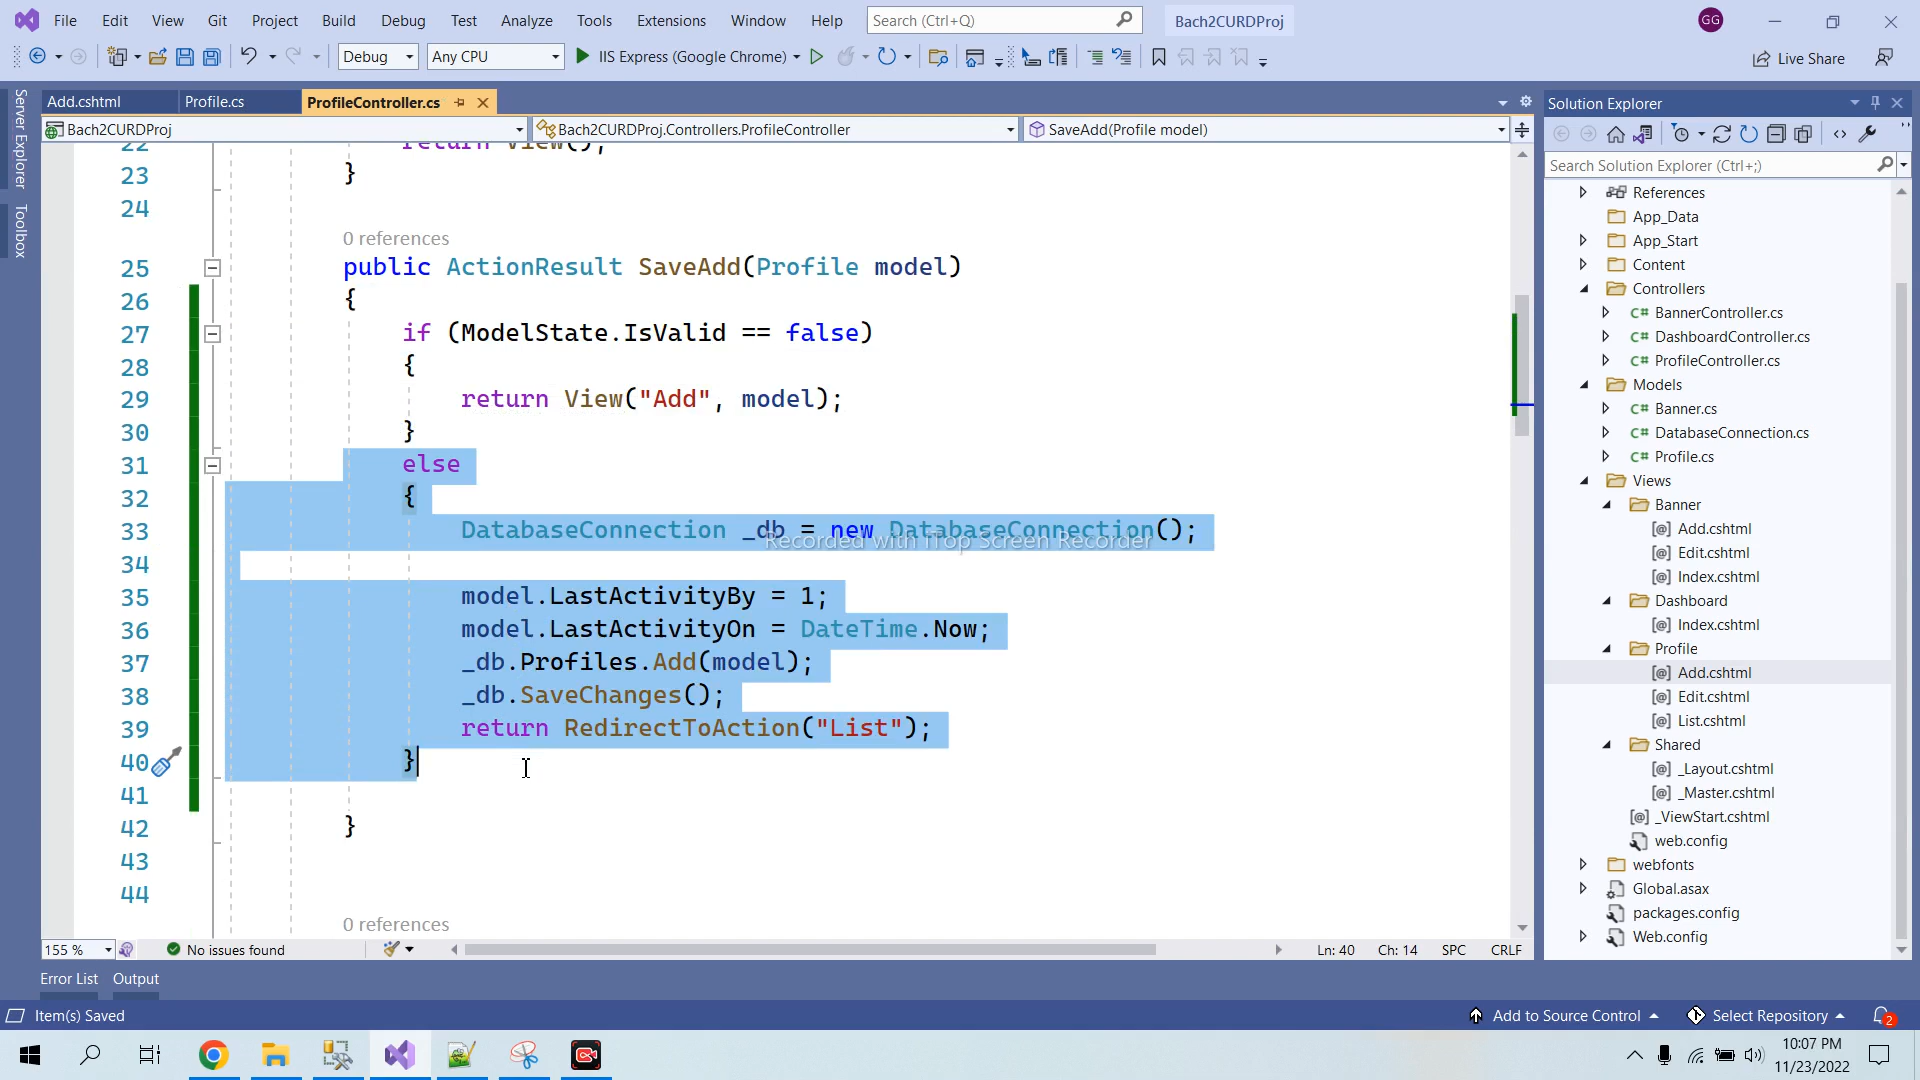 File Edit View Git Project Build Debug Test Analyze Tools Extensions Window Help Search (Ctrl+Q) Bach2CURDProj GG
Debug Any CPU IIS Express (Google Chrome) Live Share
Server Explorer
Toolbox
Add.cshtml Profile.cs ProfileController.cs
Bach2CURDProj Bach2CURDProj.Controllers.ProfileController SaveAdd(Profile model)
22 return View();
23 }
24
0 references
25 public ActionResult SaveAdd(Profile model)
26 {
27 if (ModelState.IsValid == false)
28 {
29 return View("Add", model);
30 }
31 else
32 {
33 DatabaseConnection _db = new DatabaseConnection();
Recorded with iTop Screen Recorder
34
35 model.LastActivityBy = 1;
36 model.LastActivityOn = DateTime.Now;
37 _db.Profiles.Add(model);
38 _db.SaveChanges();
39 return RedirectToAction("List");
40 }
41
42 }
43
44
0 references
155 % No issues found Ln: 40 Ch: 14 SPC CRLF
Solution Explorer
Search Solution Explorer (Ctrl+;)
References
App_Data
App_Start
Content
Controllers
C# BannerController.cs
C# DashboardController.cs
C# ProfileController.cs
Models
C# Banner.cs
C# DatabaseConnection.cs
C# Profile.cs
Views
Banner
[@] Add.cshtml
[@] Edit.cshtml
[@] Index.cshtml
Dashboard
[@] Index.cshtml
Profile
[@] Add.cshtml
[@] Edit.cshtml
[@] List.cshtml
Shared
[@] _Layout.cshtml
[@] _Master.cshtml
[@] _ViewStart.cshtml
web.config
webfonts
Global.asax
packages.config
Web.config
Error List Output
Item(s) Saved Add to Source Control Select Repository 2
10:07 PM
11/23/2022